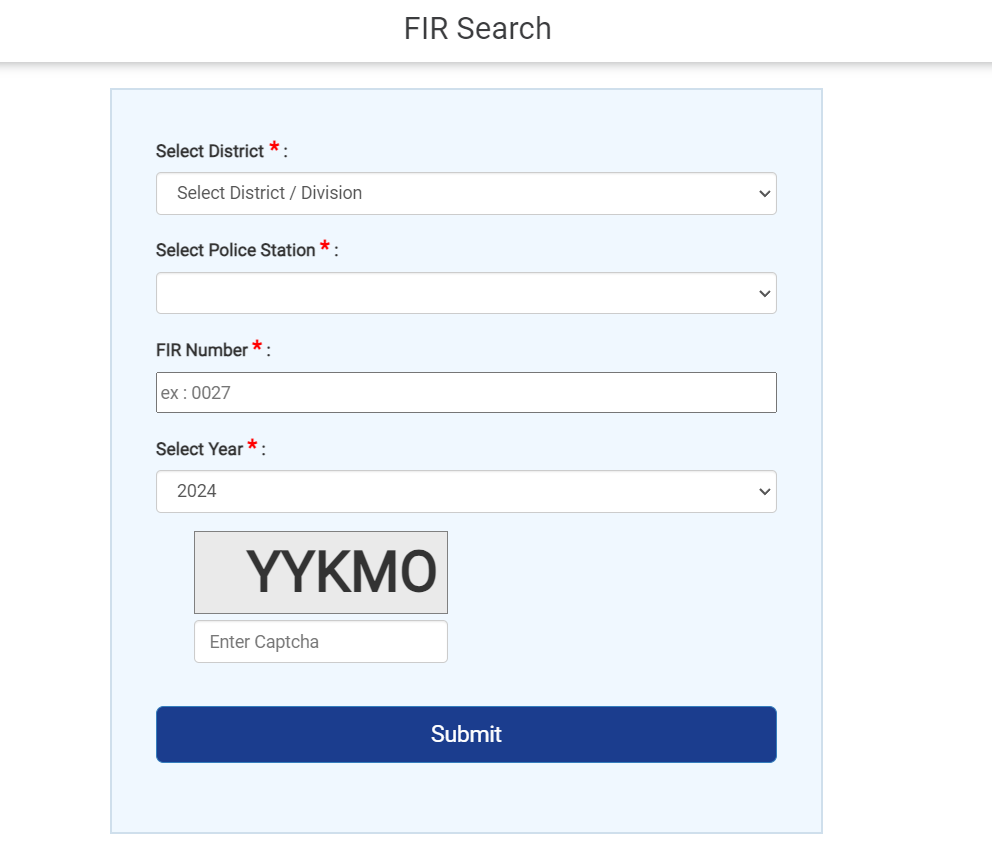 FIR Search
Select District * :
Select District / Division
Select Police Station * :
FIR Number * :
ex : 0027
Select Year * :
2024
YYKMO
Enter Captcha
Submit